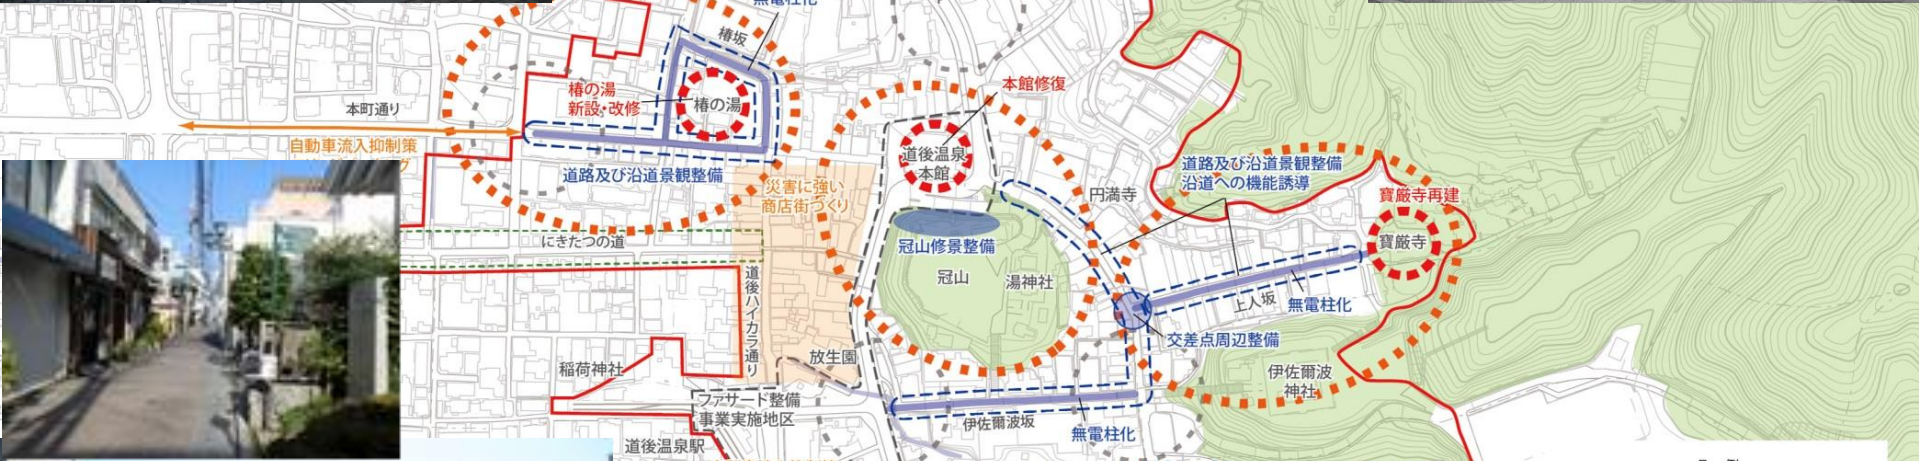 無電柱化
椿坂
本町通り
椿の湯
新設・改修
椿の湯
本館修復
自動車流入抑制策
グ
道路及び沿道景観整備
道後温泉
本館
道路及び沿道景観整備
沿道への機能誘導
災害に強い
商店街づくり
円満寺
寶厳寺再建
寶厳寺
にきたつの道
冠山修景整備
冠山
湯神社
道後ハイカラ通り
上人坂
無電柱化
交差点周辺整備
放生園
稲荷神社
伊佐爾波
神社
ファサード整備
事業実施地区
伊佐爾波坂
無電柱化
道後温泉駅